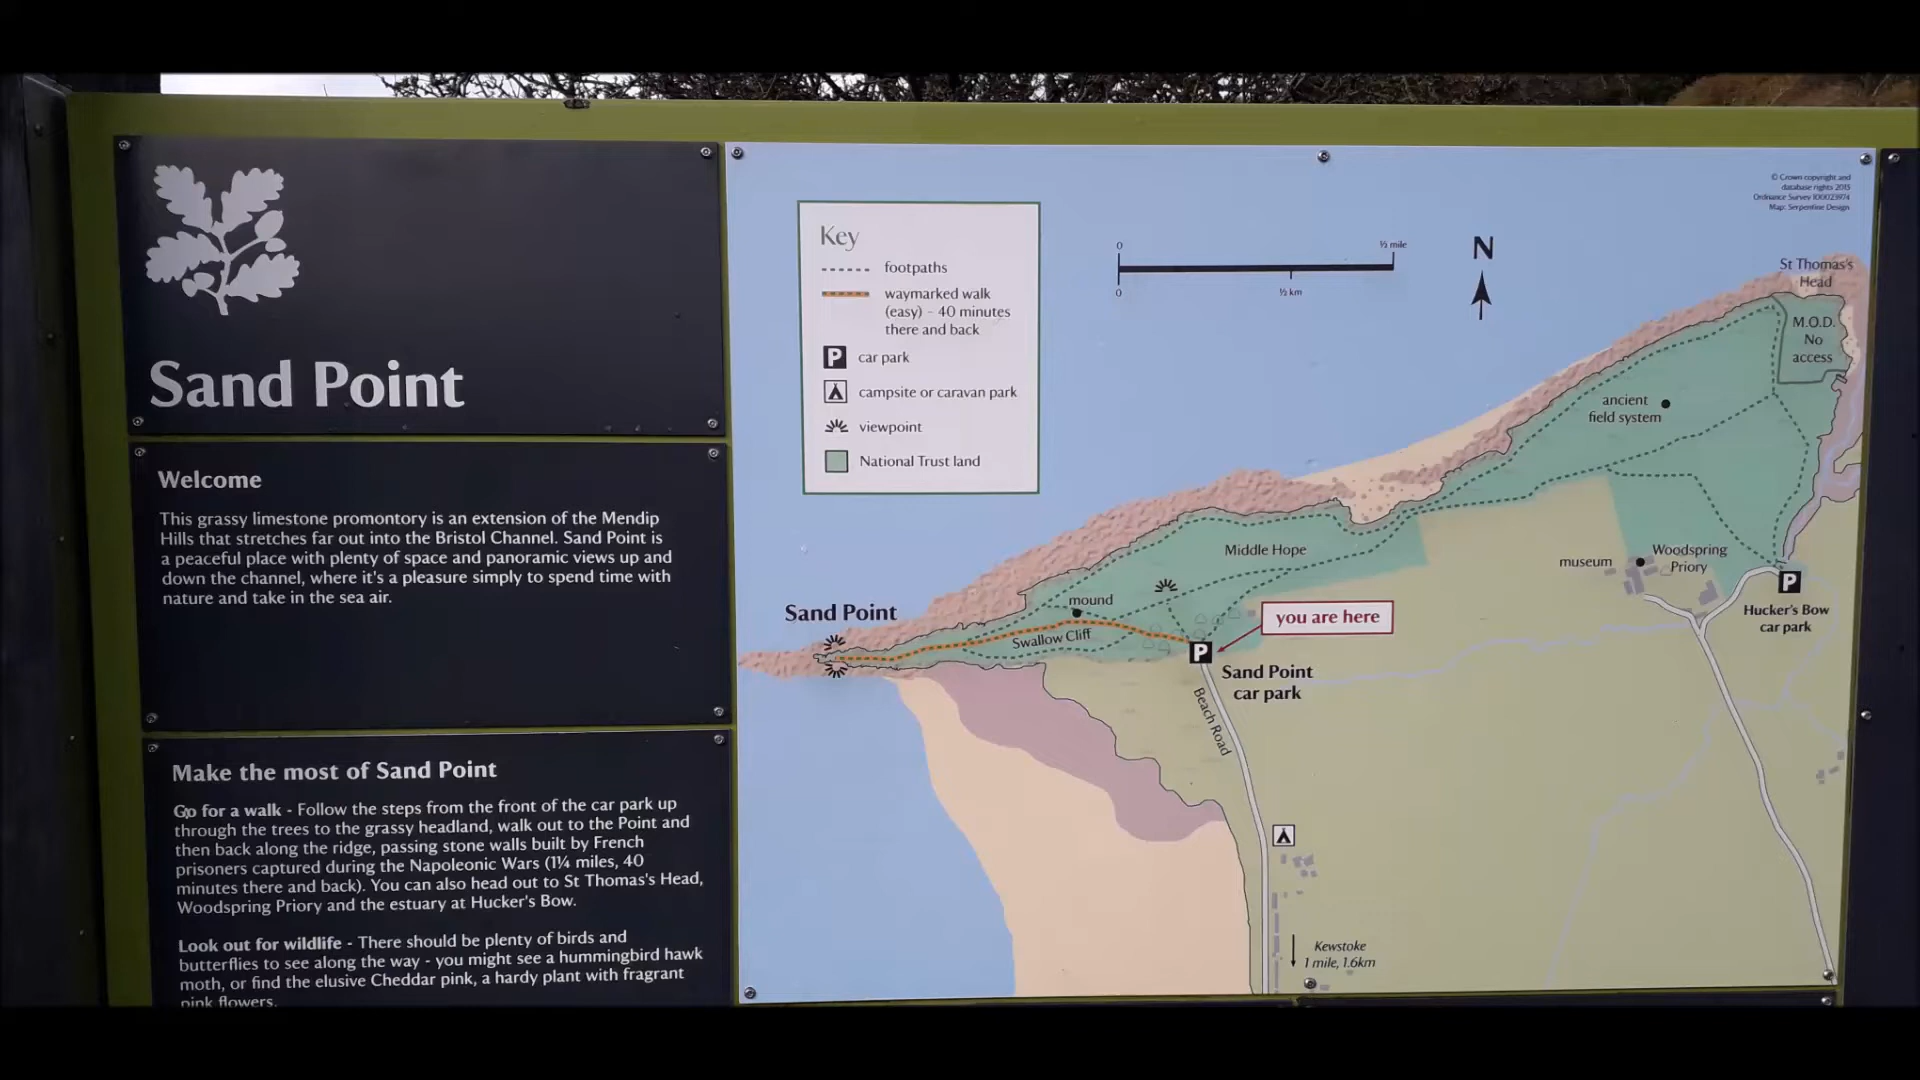 Sand Point
Welcome
This grassy limestone promontory is an extension of the Mendip
Hills that stretches far out into the Bristol Channel. Sand Point is
a peaceful place with plenty of space and panoramic views up and
down the channel, where it's a pleasure simply to spend time with
nature and take in the sea air.
Make the most of Sand Point
Go for a walk - Follow the steps from the front of the car park up
through the trees to the grassy headland, walk out to the Point and
then back along the ridge, passing stone walls built by French
prisoners captured during the Napoleonic Wars (1¼ miles, 40
minutes there and back). You can also head out to St Thomas's Head,
Woodspring Priory and the estuary at Hucker's Bow.
Look out for wildlife - There should be plenty of birds and
butterflies to see along the way - you might see a hummingbird hawk
moth, or find the elusive Cheddar pink, a hardy plant with fragrant
pink flowers.
Key
footpaths
waymarked walk
(easy) - 40 minutes
there and back
P car park
campsite or caravan park
viewpoint
National Trust land
0
½ mile
0
½ km
N
© Crown copyright and
database rights 2015
Ordnance Survey 100023974
Map: Serpentine Design
St Thomas's
Head
M.O.D.
No
access
ancient
field system
Middle Hope
museum
Woodspring
Priory
P
Hucker's Bow
car park
Sand Point
mound
Swallow Cliff
you are here
P
Sand Point
car park
Beach Road
Kewstoke
1 mile, 1.6km